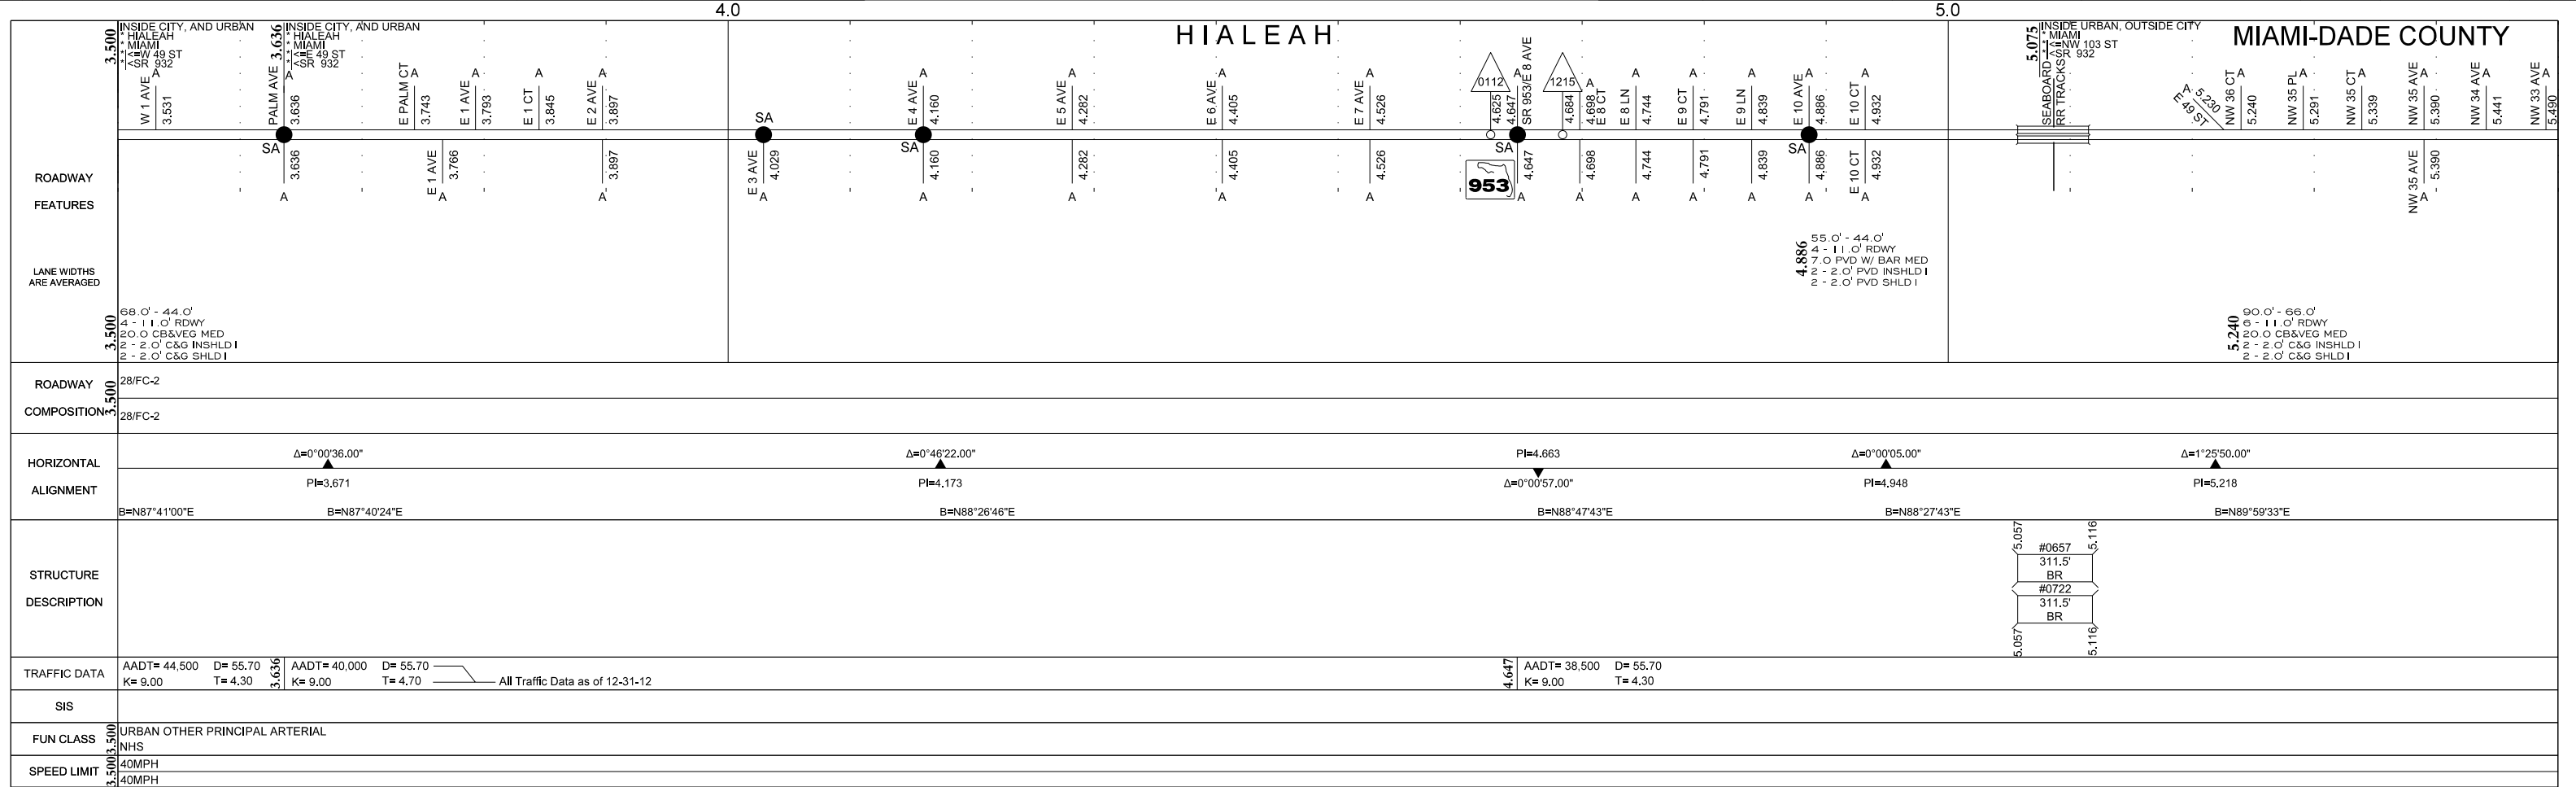 4.0
5.0
HIALEAH
MIAMI-DADE COUNTY
3.500
INSIDE CITY, AND URBAN
* HIALEAH
* MIAMI
* <=W 49 ST
* <SR 932
3.636
INSIDE CITY, AND URBAN
* HIALEAH
* MIAMI
* <=E 49 ST
* <SR 932
5.075
INSIDE URBAN, OUTSIDE CITY
* MIAMI
* <=NW 103 ST
* <SR 932
ROADWAY
FEATURES
A
W 1 AVE
3.531
A
PALM AVE
3.636
A
E PALM CT
3.743
A
E 1 AVE
3.793
A
E 1 CT
3.845
A
E 2 AVE
3.897
SA
A
E 4 AVE
4.160
A
E 5 AVE
4.282
A
E 6 AVE
4.405
A
E 7 AVE
4.526
0112
4.625
A
4.647
SR 953/E 8 AVE
1215
4.684
A
4.698
E 8 CT
A
E 8 LN
4.744
A
E 9 CT
4.791
A
E 9 LN
4.839
A
E 10 AVE
4.886
A
E 10 CT
4.932
SEABOARD
RR TRACKS
A
5.230
E 49 ST
A
NW 36 CT
5.240
A
NW 35 PL
5.291
A
NW 35 CT
5.339
A
NW 35 AVE
5.390
A
NW 34 AVE
5.441
A
NW 33 AVE
5.490
SA
3.636
A
E 1 AVE
3.766
A
3.897
A
E 3 AVE
4.029
A
SA
4.160
A
4.282
A
4.405
A
4.526
A
953
SA
4.647
A
4.698
A
4.744
A
4.791
A
4.839
A
SA
4.886
A
E 10 CT
4.932
A
NW 35 AVE
5.390
A
LANE WIDTHS
ARE AVERAGED
3.500
68.0' - 44.0'
4 - 11.0' RDWY
20.0 CB&VEG MED
2 - 2.0' C&G INSHLD1
2 - 2.0' C&G SHLD1
4.886
55.0' - 44.0'
4 - 11.0' RDWY
7.0 PVD W/ BAR MED
2 - 2.0' PVD INSHLD1
2 - 2.0' PVD SHLD1
5.240
90.0' - 66.0'
6 - 11.0' RDWY
20.0 CB&VEG MED
2 - 2.0' C&G INSHLD1
2 - 2.0' C&G SHLD1
ROADWAY
COMPOSITION
3.500
28/FC-2
28/FC-2
HORIZONTAL
ALIGNMENT
Δ=0°00'36.00"
PI=3.671
Δ=0°46'22.00"
PI=4.173
PI=4.663
Δ=0°00'57.00"
Δ=0°00'05.00"
PI=4.948
Δ=1°25'50.00"
PI=5.218
B=N87°41'00"E
B=N87°40'24"E
B=N88°26'46"E
B=N88°47'43"E
B=N88°27'43"E
B=N89°59'33"E
STRUCTURE
DESCRIPTION
5.057
5.116
#0657
311.5'
BR
#0722
311.5'
BR
5.057
5.116
TRAFFIC DATA
AADT= 44,500 D= 55.70
K= 9.00 T= 4.30
3.636
AADT= 40,000 D= 55.70
K= 9.00 T= 4.70
All Traffic Data as of 12-31-12
4.647
AADT= 38,500 D= 55.70
K= 9.00 T= 4.30
SIS
FUN CLASS
3.500
URBAN OTHER PRINCIPAL ARTERIAL
NHS
SPEED LIMIT
3.500
40MPH
40MPH